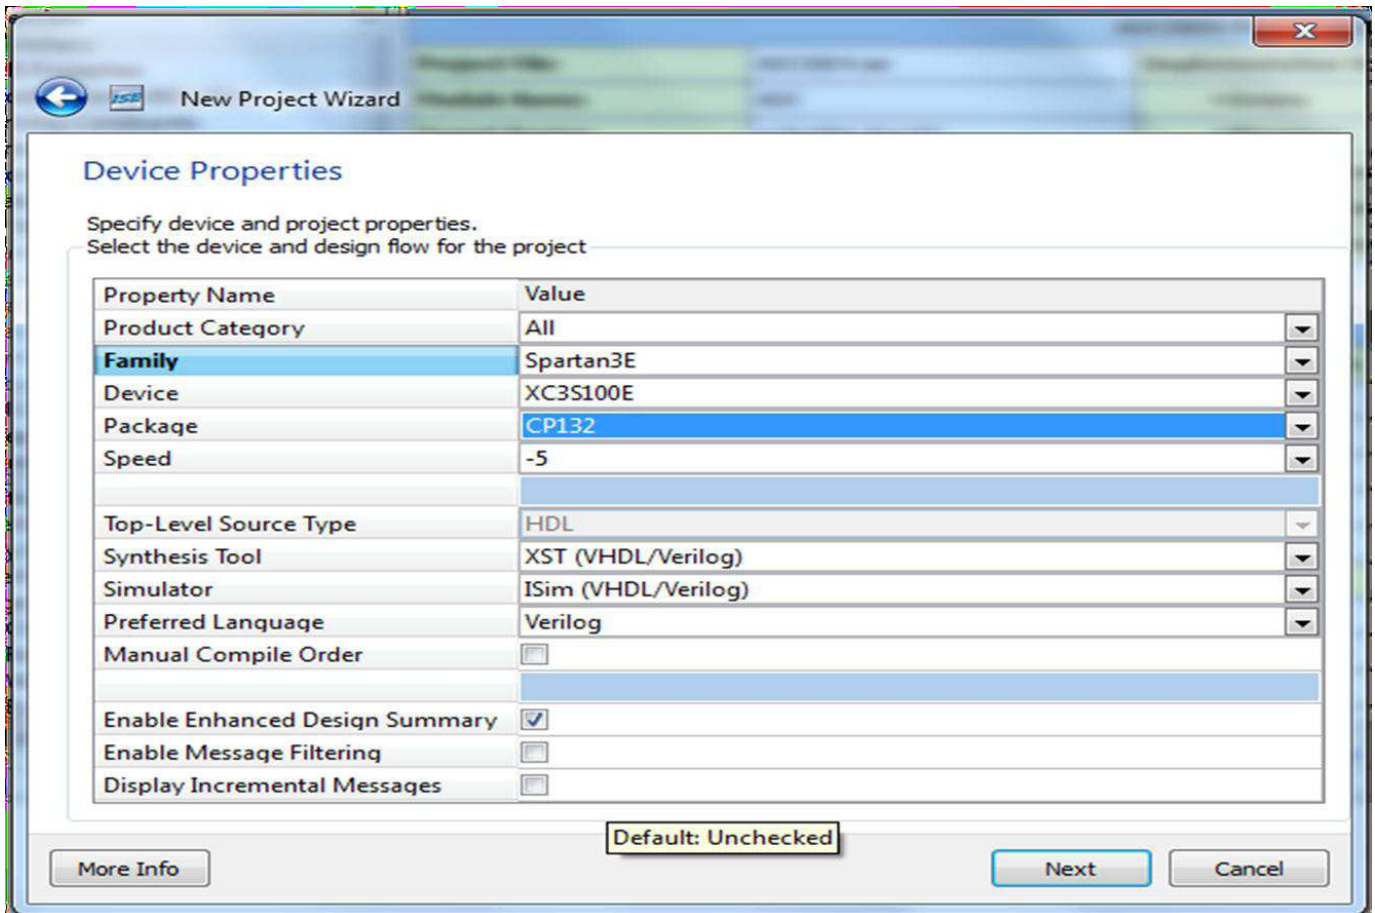 ISE New Project Wizard
Device Properties
Specify device and project properties.
Select the device and design flow for the project
Property Name Value
Product Category All
Family Spartan3E
Device XC3S100E
Package CP132
Speed -5
Top-Level Source Type HDL
Synthesis Tool XST (VHDL/Verilog)
Simulator ISim (VHDL/Verilog)
Preferred Language Verilog
Manual Compile Order
Enable Enhanced Design Summary
Enable Message Filtering
Display Incremental Messages
Default: Unchecked
More Info Next Cancel